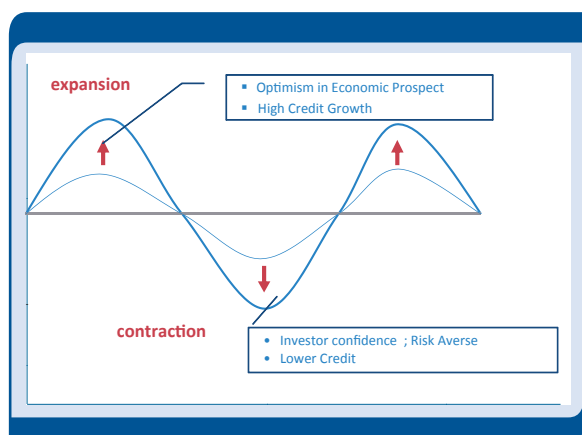 expansion
Optimism in Economic Prospect
High Credit Growth
contraction
Investor confidence ; Risk Averse
Lower Credit